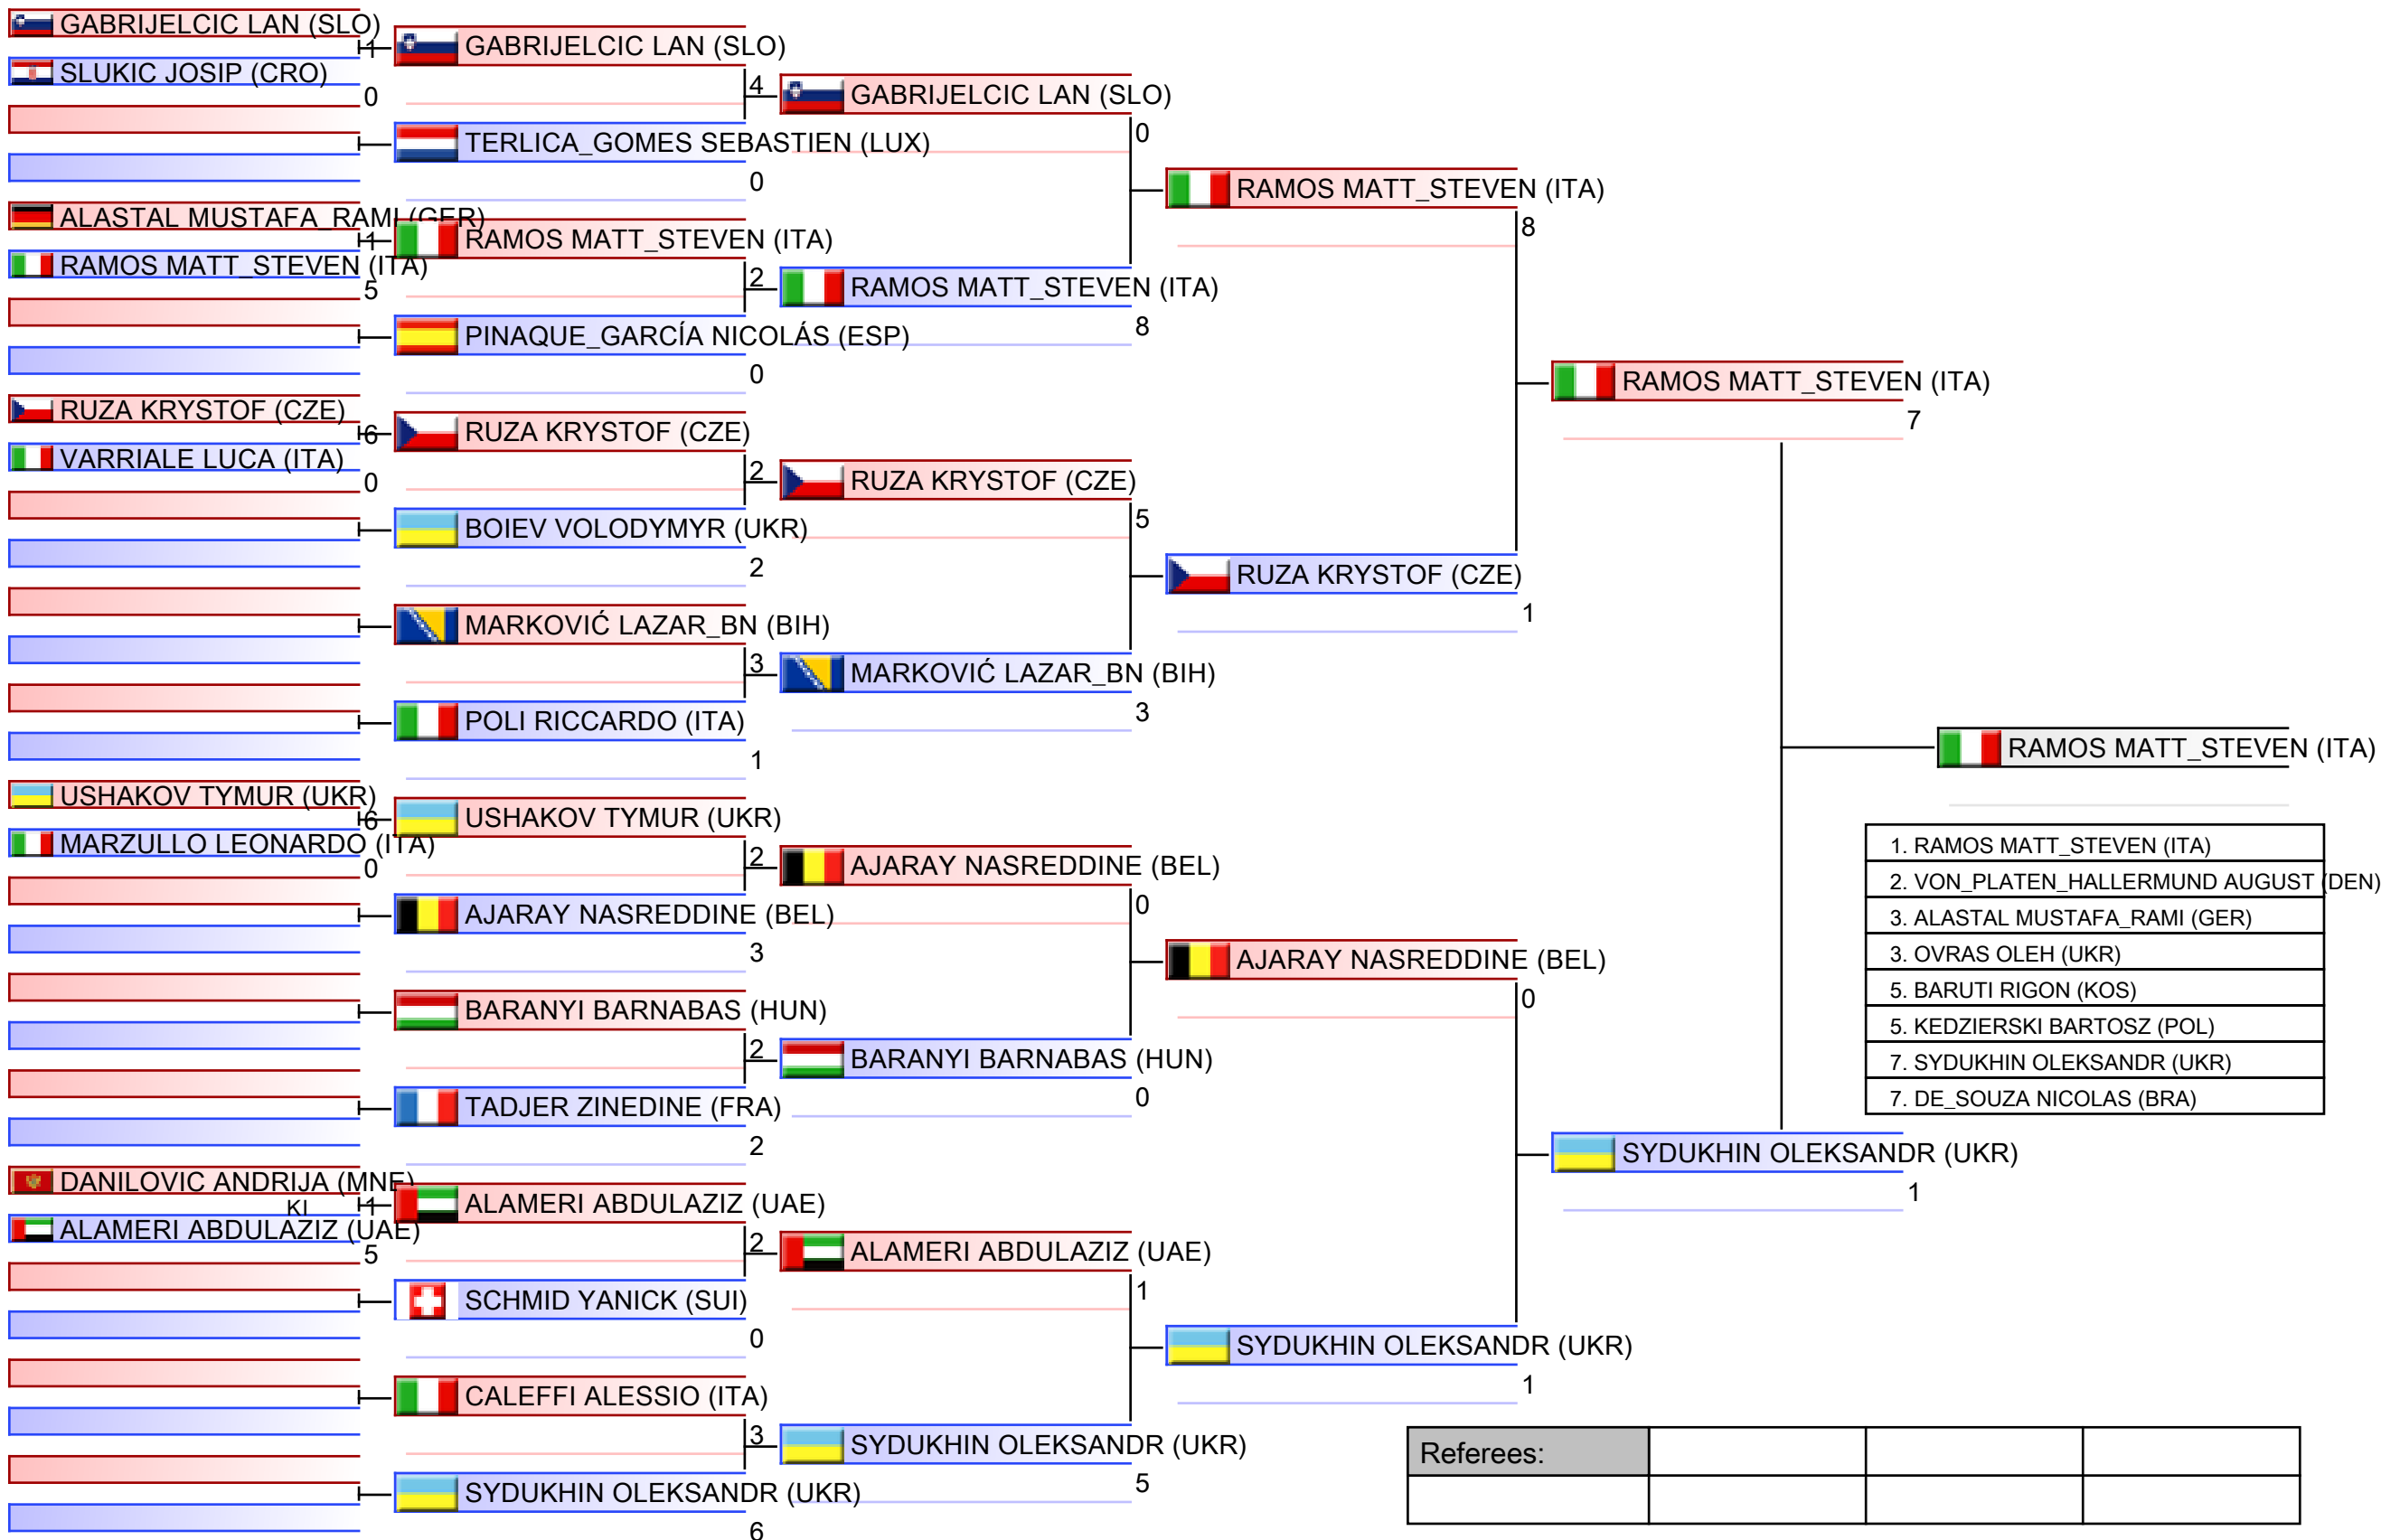 GABRIJELCIC LAN (SLO)
1
SLUKIC JOSIP (CRO)
0
ALASTAL MUSTAFA_RAMI (GER)
1
RAMOS MATT_STEVEN (ITA)
5
RUZA KRYSTOF (CZE)
6
VARRIALE LUCA (ITA)
0
USHAKOV TYMUR (UKR)
6
MARZULLO LEONARDO (ITA)
0
DANILOVIC ANDRIJA (MNE)
KI
1
ALAMERI ABDULAZIZ (UAE)
5
GABRIJELCIC LAN (SLO)
4
TERLICA_GOMES SEBASTIEN (LUX)
0
RAMOS MATT_STEVEN (ITA)
2
PINAQUE_GARCÍA NICOLÁS (ESP)
0
RUZA KRYSTOF (CZE)
2
BOIEV VOLODYMYR (UKR)
2
MARKOVIĆ LAZAR_BN (BIH)
3
POLI RICCARDO (ITA)
1
USHAKOV TYMUR (UKR)
2
AJARAY NASREDDINE (BEL)
3
BARANYI BARNABAS (HUN)
2
TADJER ZINEDINE (FRA)
2
ALAMERI ABDULAZIZ (UAE)
2
SCHMID YANICK (SUI)
0
CALEFFI ALESSIO (ITA)
3
SYDUKHIN OLEKSANDR (UKR)
6
GABRIJELCIC LAN (SLO)
0
RAMOS MATT_STEVEN (ITA)
8
RUZA KRYSTOF (CZE)
5
MARKOVIĆ LAZAR_BN (BIH)
3
AJARAY NASREDDINE (BEL)
0
BARANYI BARNABAS (HUN)
0
ALAMERI ABDULAZIZ (UAE)
1
SYDUKHIN OLEKSANDR (UKR)
5
RAMOS MATT_STEVEN (ITA)
8
RUZA KRYSTOF (CZE)
1
AJARAY NASREDDINE (BEL)
0
SYDUKHIN OLEKSANDR (UKR)
1
RAMOS MATT_STEVEN (ITA)
7
SYDUKHIN OLEKSANDR (UKR)
1
RAMOS MATT_STEVEN (ITA)
1. RAMOS MATT_STEVEN (ITA)
2. VON_PLATEN_HALLERMUND AUGUST (DEN)
3. ALASTAL MUSTAFA_RAMI (GER)
3. OVRAS OLEH (UKR)
5. BARUTI RIGON (KOS)
5. KEDZIERSKI BARTOSZ (POL)
7. SYDUKHIN OLEKSANDR (UKR)
7. DE_SOUZA NICOLAS (BRA)
Referees: